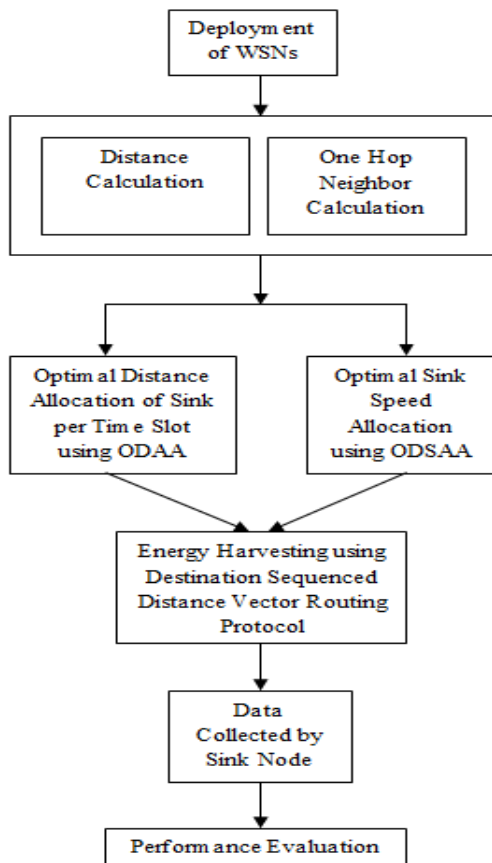 Deployment
of WSNs
Distance
Calculation
One Hop
Neighbor
Calculation
Optimal Distance
Allocation of Sink
per Time Slot
using ODAA
Optimal Sink
Speed
Allocation
using ODSAA
Energy Harvesting using
Destination Sequenced
Distance Vector Routing
Protocol
Data
Collected by
Sink Node
Performance Evaluation